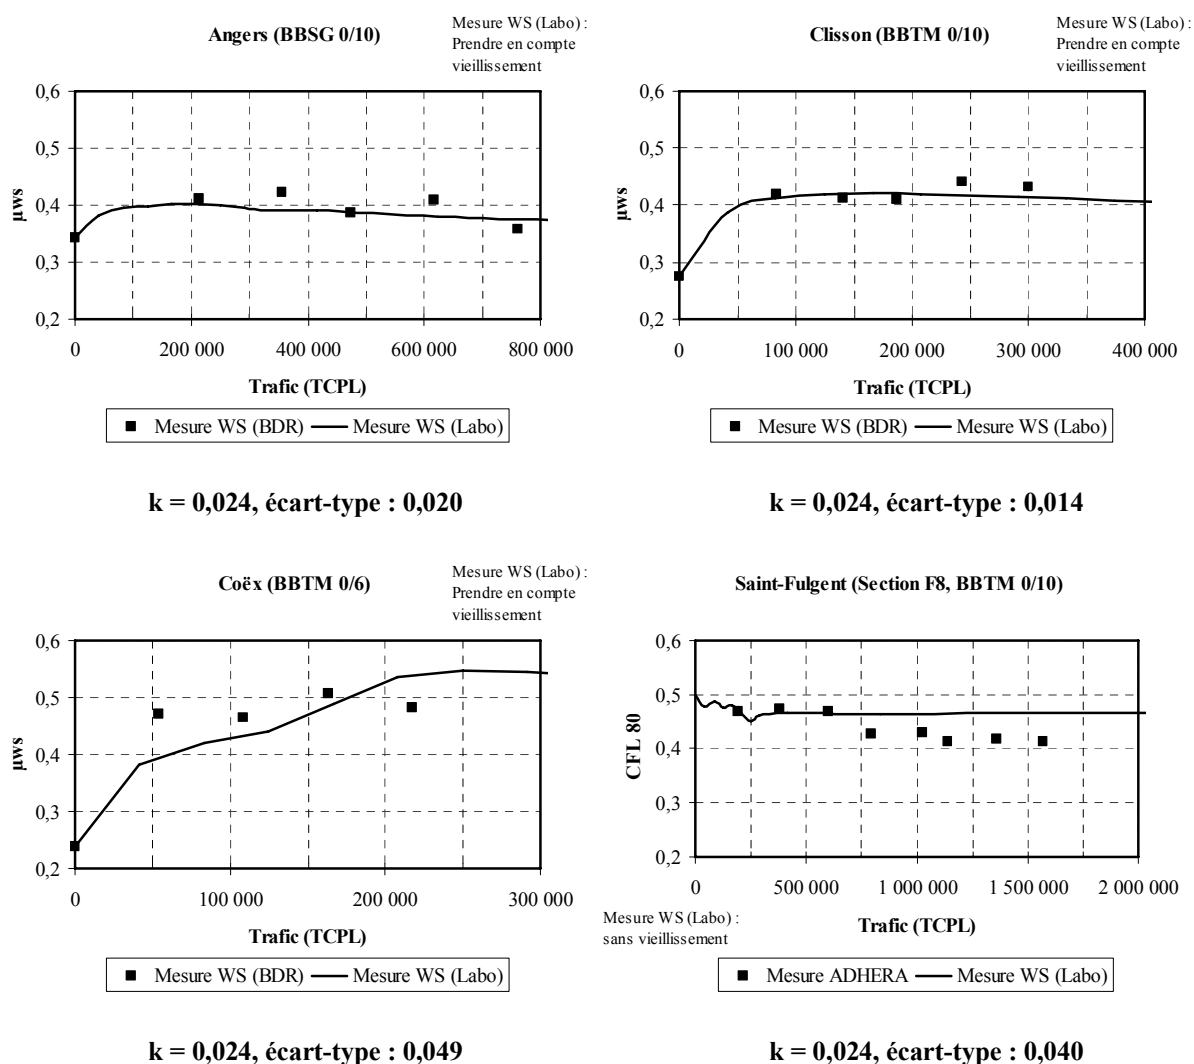 Angers (BBSG 0/10)
Mesure WS (Labo) :
Prendre en compte
vieillissement
µws
0,6
0,5
0,4
0,3
0,2
0
200 000
400 000
600 000
800 000
Trafic (TCPL)
Mesure WS (BDR)
Mesure WS (Labo)
k = 0,024, écart-type : 0,020
Clisson (BBTM 0/10)
Mesure WS (Labo) :
Prendre en compte
vieillissement
µws
0,6
0,5
0,4
0,3
0,2
0
100 000
200 000
300 000
400 000
Trafic (TCPL)
Mesure WS (BDR)
Mesure WS (Labo)
k = 0,024, écart-type : 0,014
Coëx (BBTM 0/6)
Mesure WS (Labo) :
Prendre en compte
vieillissement
µws
0,6
0,5
0,4
0,3
0,2
0
100 000
200 000
300 000
Trafic (TCPL)
Mesure WS (BDR)
Mesure WS (Labo)
k = 0,024, écart-type : 0,049
Saint-Fulgent (Section F8, BBTM 0/10)
CFL 80
0,6
0,5
0,4
0,3
0,2
0
500 000
1 000 000
1 500 000
2 000 000
Mesure WS (Labo) :
sans vieillissement
Trafic (TCPL)
Mesure ADHERA
Mesure WS (Labo)
k = 0,024, écart-type : 0,040